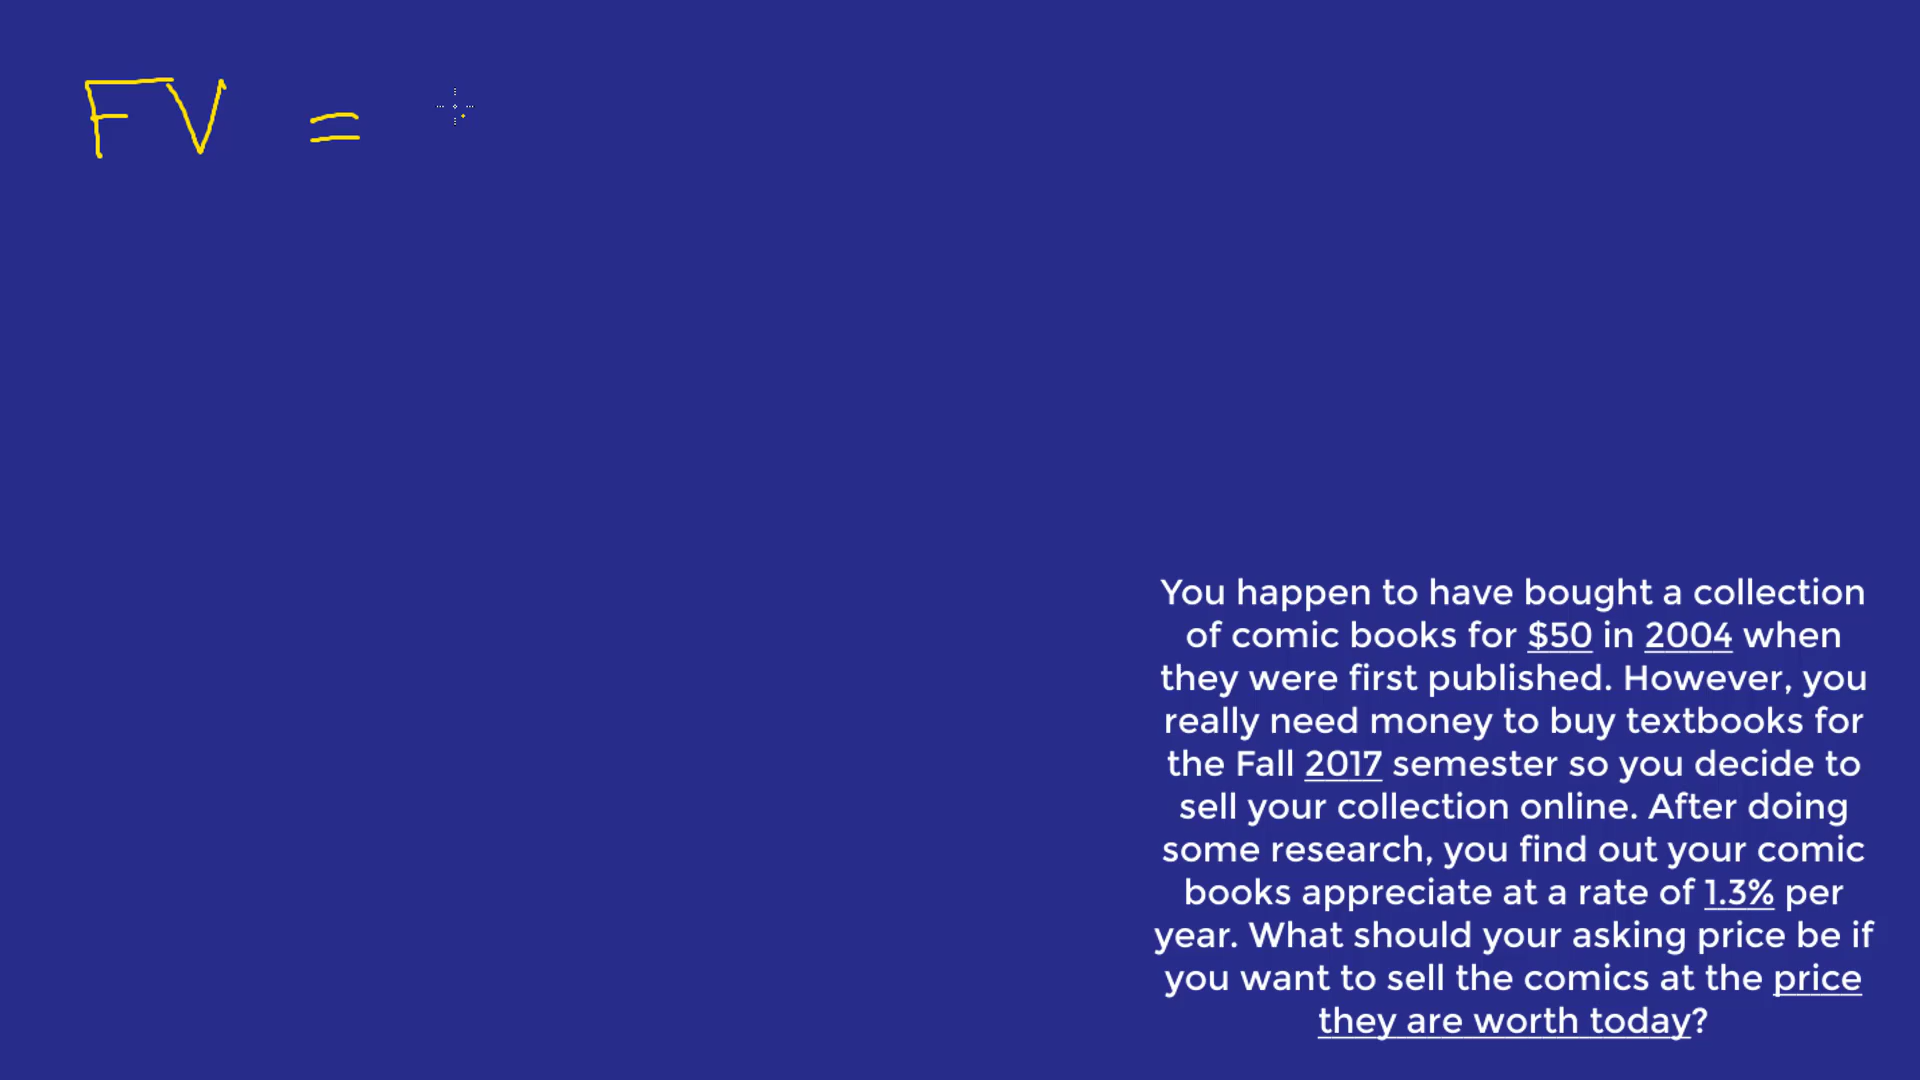 FV =
You happen to have bought a collection
of comic books for $50 in 2004 when
they were first published. However, you
really need money to buy textbooks for
the Fall 2017 semester so you decide to
sell your collection online. After doing
some research, you find out your comic
books appreciate at a rate of 1.3% per
year. What should your asking price be if
you want to sell the comics at the price
they are worth today?